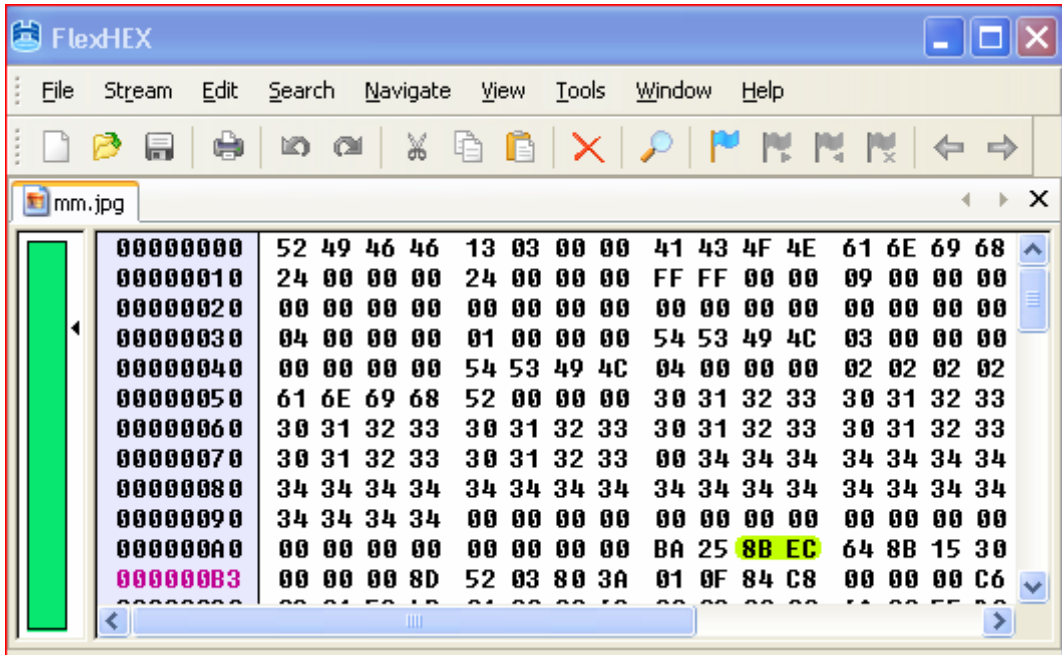 FlexHEX
File Stream Edit Search Navigate View Tools Window Help
mm.jpg
00000000 52 49 46 46 13 03 00 00 41 43 4F 4E 61 6E 69 68
00000010 24 00 00 00 24 00 00 00 FF FF 00 00 09 00 00 00
00000020 00 00 00 00 00 00 00 00 00 00 00 00 00 00 00 00
00000030 04 00 00 00 01 00 00 00 54 53 49 4C 03 00 00 00
00000040 00 00 00 00 54 53 49 4C 04 00 00 00 02 02 02 02
00000050 61 6E 69 68 52 00 00 00 30 31 32 33 30 31 32 33
00000060 30 31 32 33 30 31 32 33 30 31 32 33 30 31 32 33
00000070 30 31 32 33 30 31 32 33 00 34 34 34 34 34 34 34
00000080 34 34 34 34 34 34 34 34 34 34 34 34 34 34 34 34
00000090 34 34 34 34 00 00 00 00 00 00 00 00 00 00 00 00
000000A0 00 00 00 00 00 00 00 00 BA 25 8B EC 64 8B 15 30
000000B3 00 00 00 8D 52 03 80 3A 01 0F 84 C8 00 00 00 C6